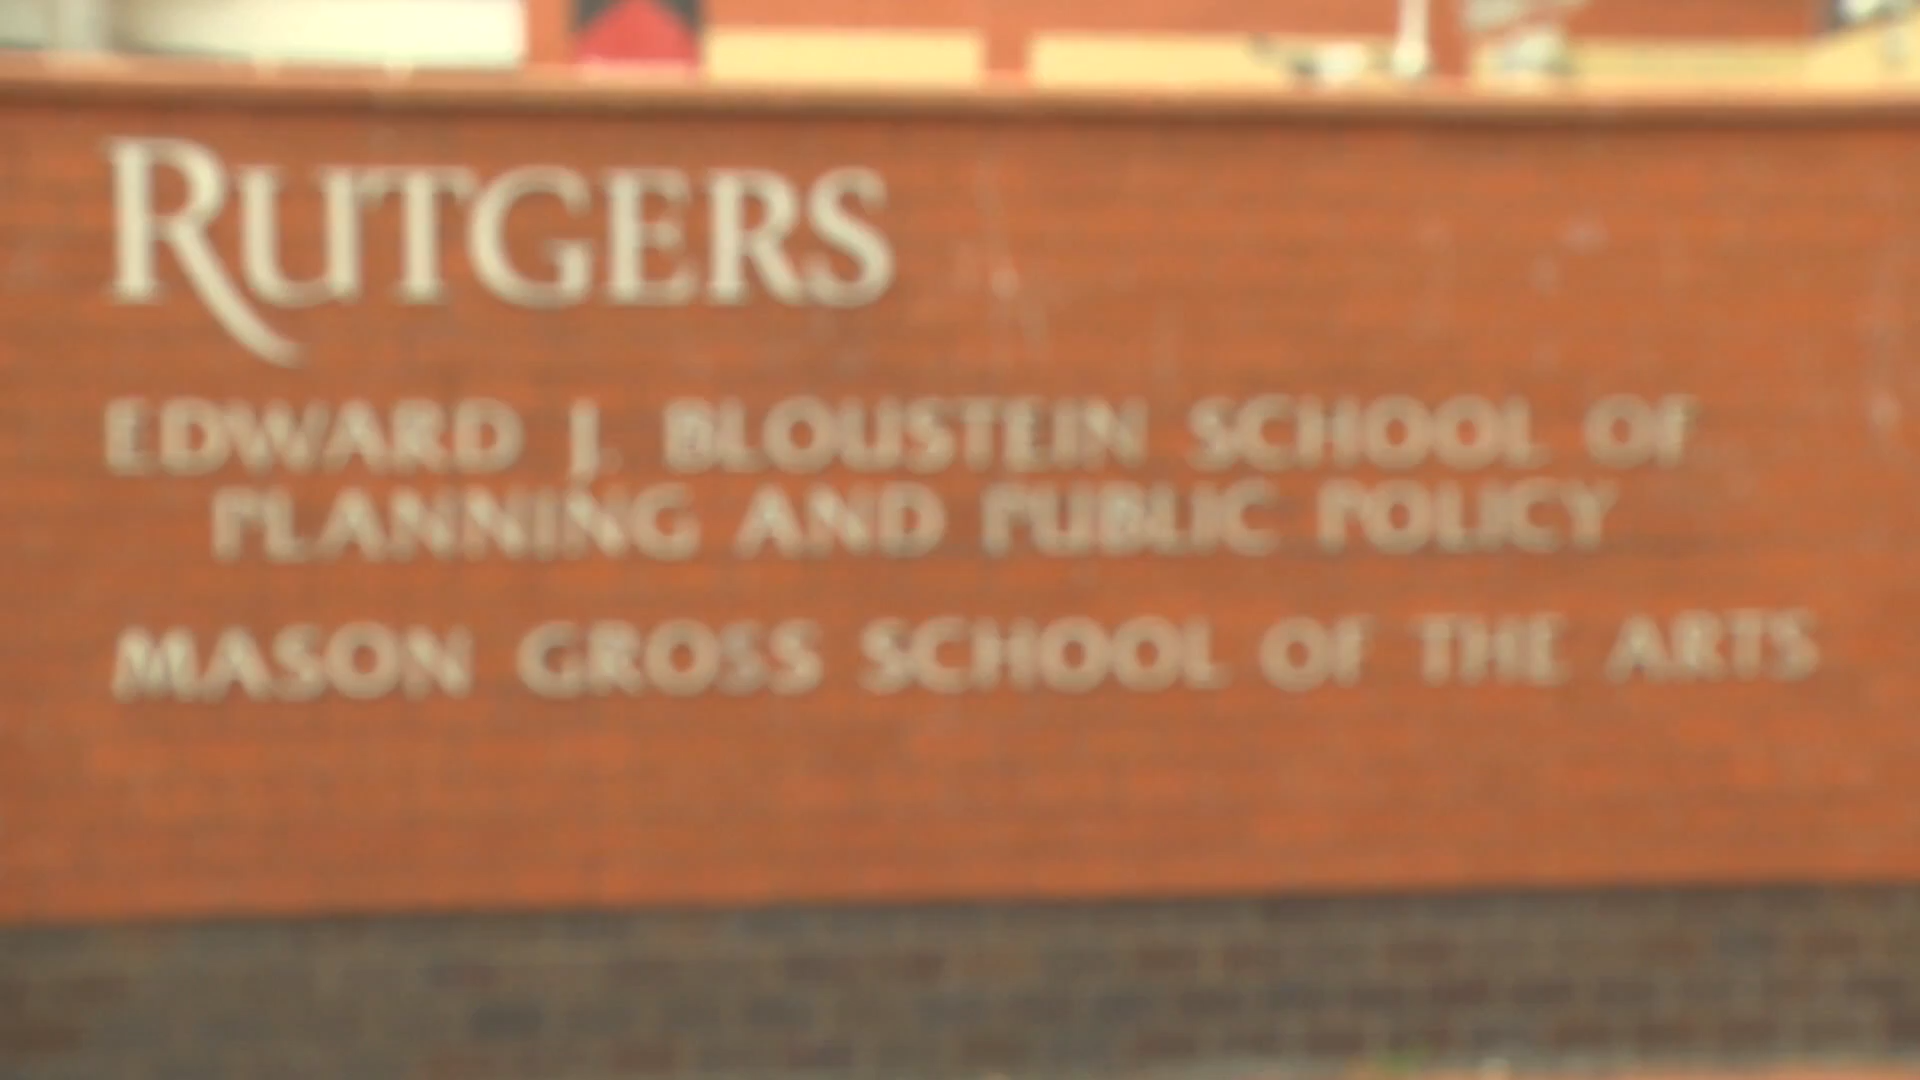 RUTGERS
EDWARD J. BLOUSTEIN SCHOOL OF
PLANNING AND PUBLIC POLICY
MASON GROSS SCHOOL OF THE ARTS